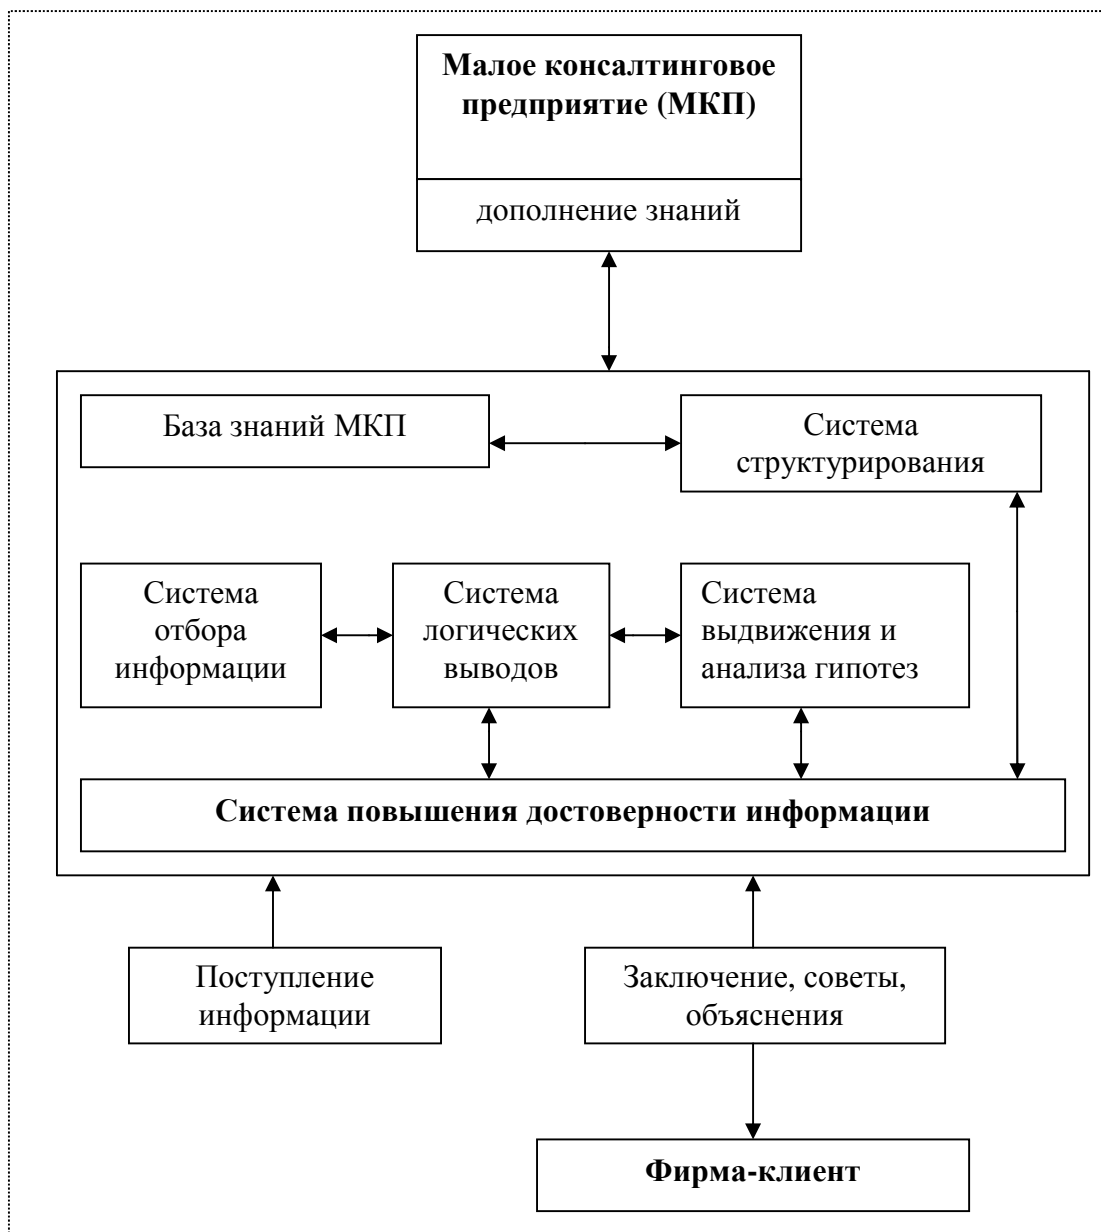 Малое консалтинговое
предприятие (МКП)
дополнение знаний
База знаний МКП
Система
структурирования
Система
отбора
информации
Система
логических
выводов
Система
выдвижения и
анализа гипотез
Система повышения достоверности информации
Поступление
информации
Заключение, советы,
объяснения
Фирма-клиент